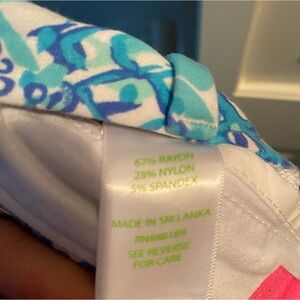 67% RAYON
28% NYLON
5% SPANDEX
MADE IN SRI LANKA
RN#88189
SEE REVERSE
FOR CARE